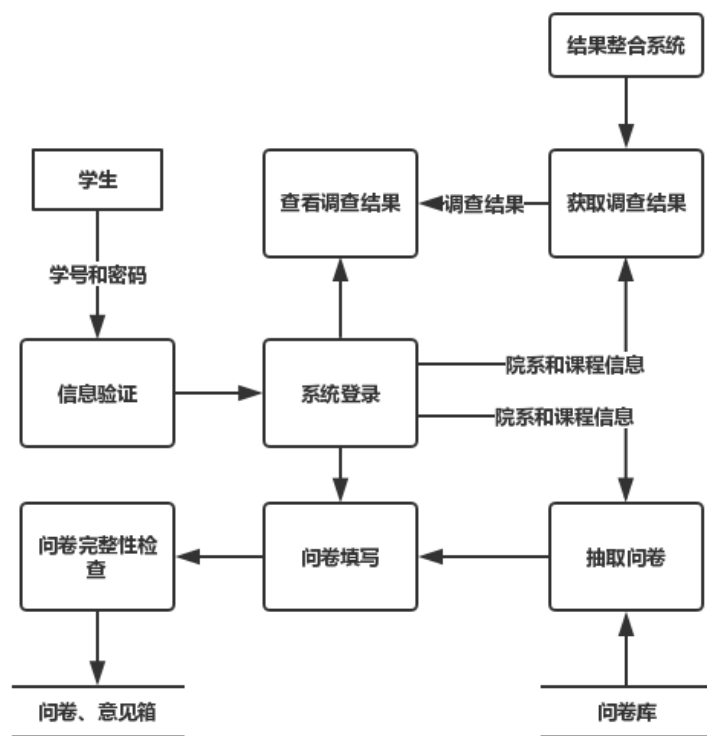 结果整合系统
学生
查看调查结果
调查结果
获取调查结果
学号和密码
信息验证
系统登录
院系和课程信息
院系和课程信息
问卷完整性检
查
问卷填写
抽取问卷
问卷、意见箱
问卷库